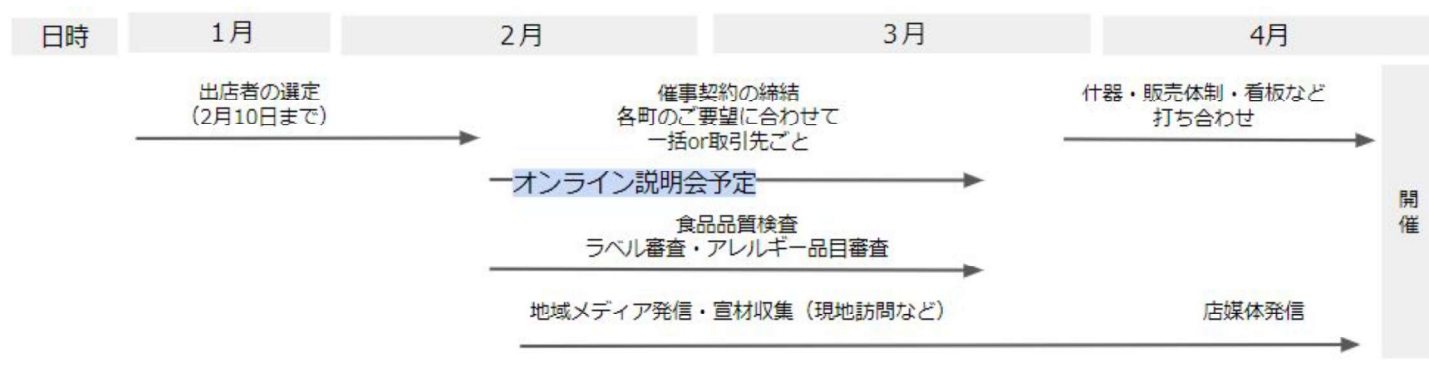 日時
1月
2月
3月
4月
出店者の選定
（2月10日まで）
催事契約の締結
各町のご要望に合わせて
一括or取引先ごと
什器・販売体制・看板など
打ち合わせ
オンライン説明会予定
食品品質検査
ラベル審査・アレルギー品目審査
地域メディア発信・宣材収集（現地訪問など）
店媒体発信
開
催